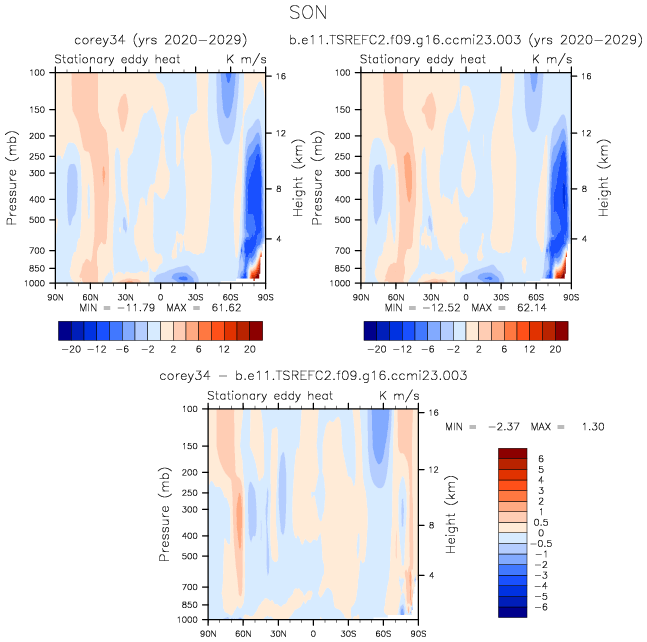 SON
corey34 (yrs 2020-2029)
b.e11.TSREFC2.f09.g16.ccmi23.003 (yrs 2020-2029)
Stationary eddy heat K m/s
Stationary eddy heat K m/s
Pressure (mb)
100
150
200
250
300
400
500
700
850
1000
16
12
8
4
Height (km)
90N 60N 30N 0 30S 60S 90S
MIN = -11.79 MAX = 61.62
-20 -12 -6 -2 2 6 12 20
Pressure (mb)
100
150
200
250
300
400
500
700
850
1000
16
12
8
4
Height (km)
90N 60N 30N 0 30S 60S 90S
MIN = -12.52 MAX = 62.14
-20 -12 -6 -2 2 6 12 20
corey34 - b.e11.TSREFC2.f09.g16.ccmi23.003
Stationary eddy heat K m/s
Pressure (mb)
100
150
200
250
300
400
500
700
850
1000
16
12
8
4
Height (km)
90N 60N 30N 0 30S 60S 90S
MIN = -2.37 MAX = 1.30
6
5
4
3
2
1
0.5
0
-0.5
-1
-2
-3
-4
-5
-6